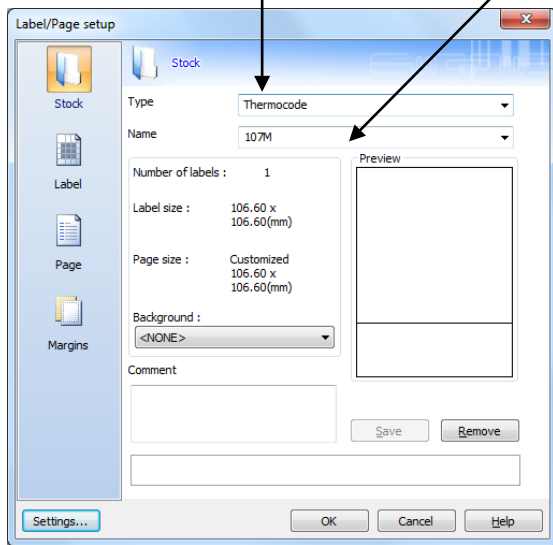 Label/Page setup
Stock
Stock
Type
Thermocode
Name
107M
Label
Number of labels : 1
Label size : 106.60 x
106.60(mm)
Page size : Customized
106.60 x
106.60(mm)
Background :
<NONE>
Preview
Page
Margins
Comment
Save
Remove
Settings...
OK
Cancel
Help